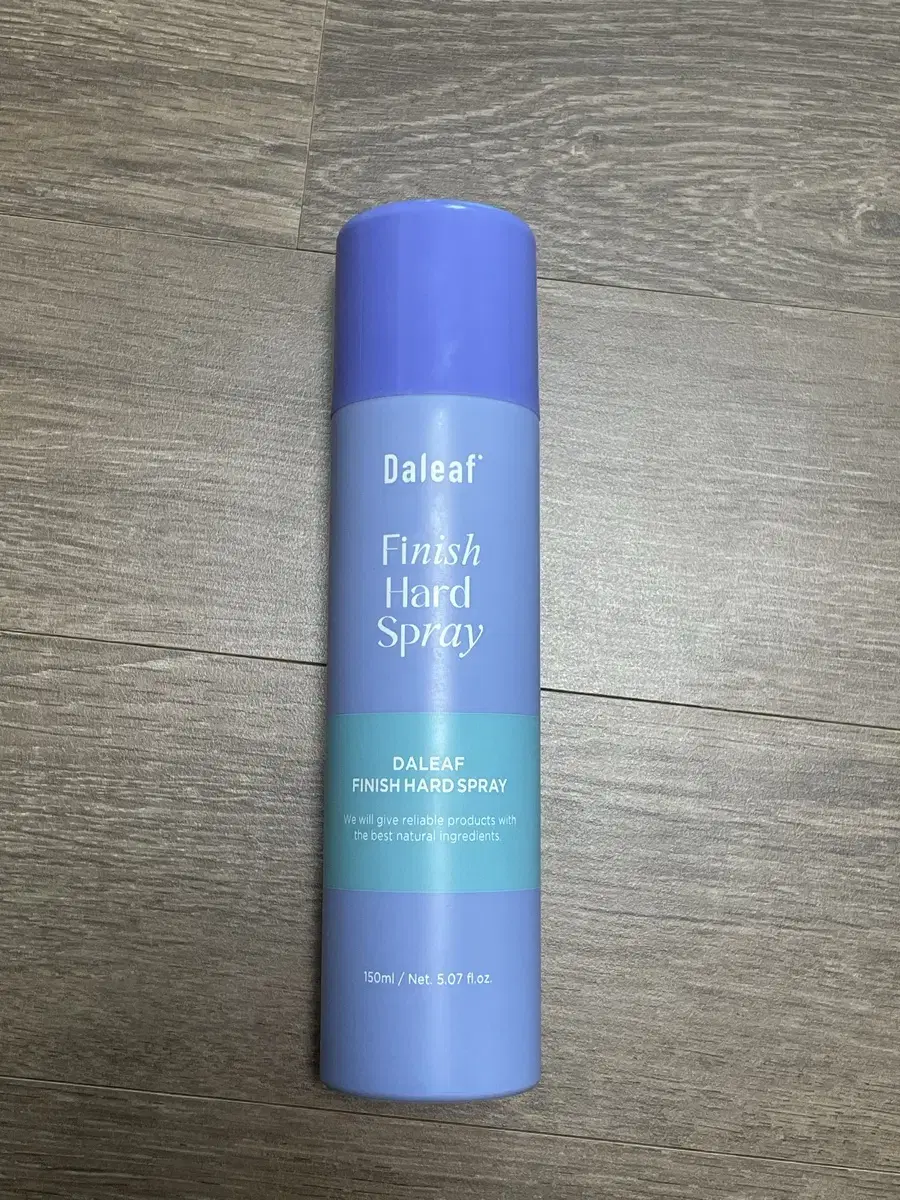 Daleaf
Finish
Hard
Spray
DALEAF
FINISH HARD SPRAY
We will give reliable products with
the best natural ingredients.
150ml / Net. 5.07 fl.oz.